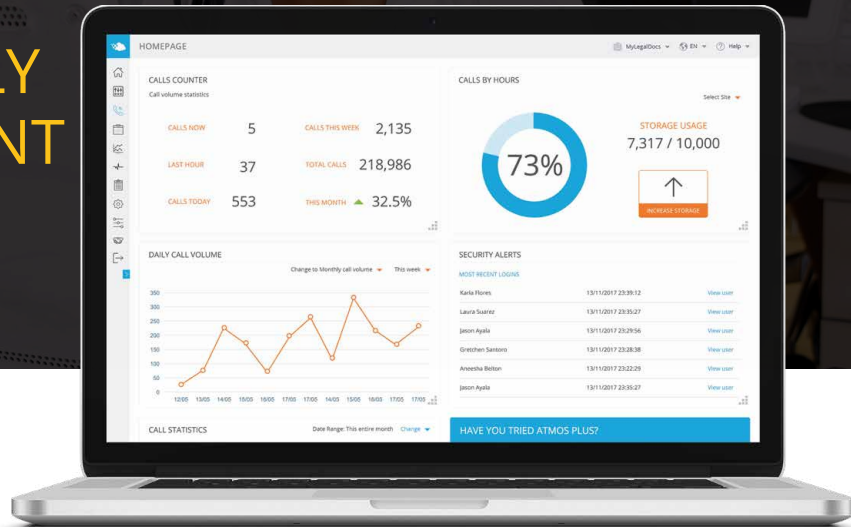 LY
NT
HOMEPAGE
MyLegalDocs
EN
Help
CALLS COUNTER
Call volume statistics
CALLS NOW 5
CALLS THIS WEEK 2,135
LAST HOUR 37
TOTAL CALLS 218,986
CALLS TODAY 553
THIS MONTH 32.5%
CALLS BY HOURS
Select Site
73%
STORAGE USAGE
7,317 / 10,000
INCREASE STORAGE
DAILY CALL VOLUME
Change to Monthly call volume
This week
350
300
250
200
150
100
50
0
12/05 13/05 14/05 15/05 16/05 17/05 17/05 14/05 15/05 16/05 17/05 17/05
SECURITY ALERTS
MOST RECENT LOGINS
Karla Flores 13/11/2017 23:39:12 View user
Laura Suarez 13/11/2017 23:35:27 View user
Jason Ayala 13/11/2017 23:29:56 View user
Gretchen Santoro 13/11/2017 23:28:38 View user
Aneesha Belton 13/11/2017 23:22:29 View user
Jason Ayala 13/11/2017 23:35:27 View user
CALL STATISTICS
Date Range: This entire month Change
HAVE YOU TRIED ATMOS PLUS?